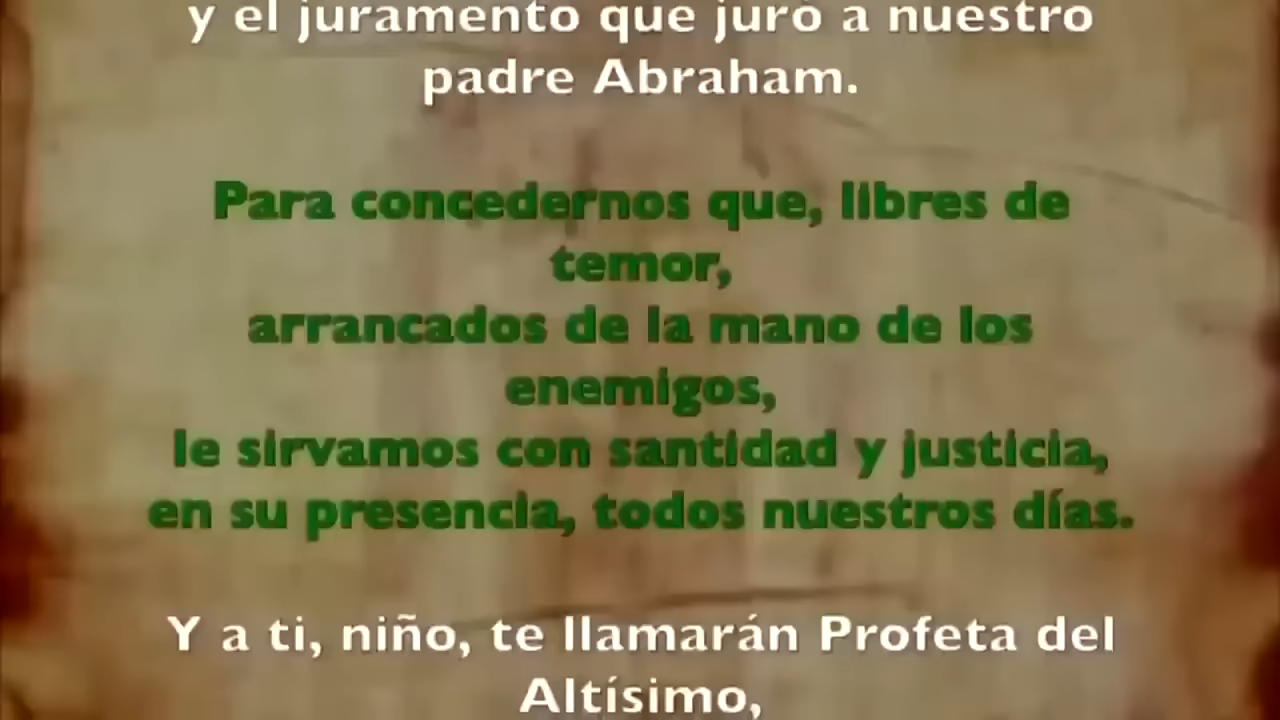 y el juramento que juró a nuestro
padre Abraham.
Para concedernos que, libres de
temor,
arrancados de la mano de los
enemigos,
le sirvamos con santidad y justicia,
en su presencia, todos nuestros días.
Y a ti, niño, te llamarán Profeta del
Altísimo,